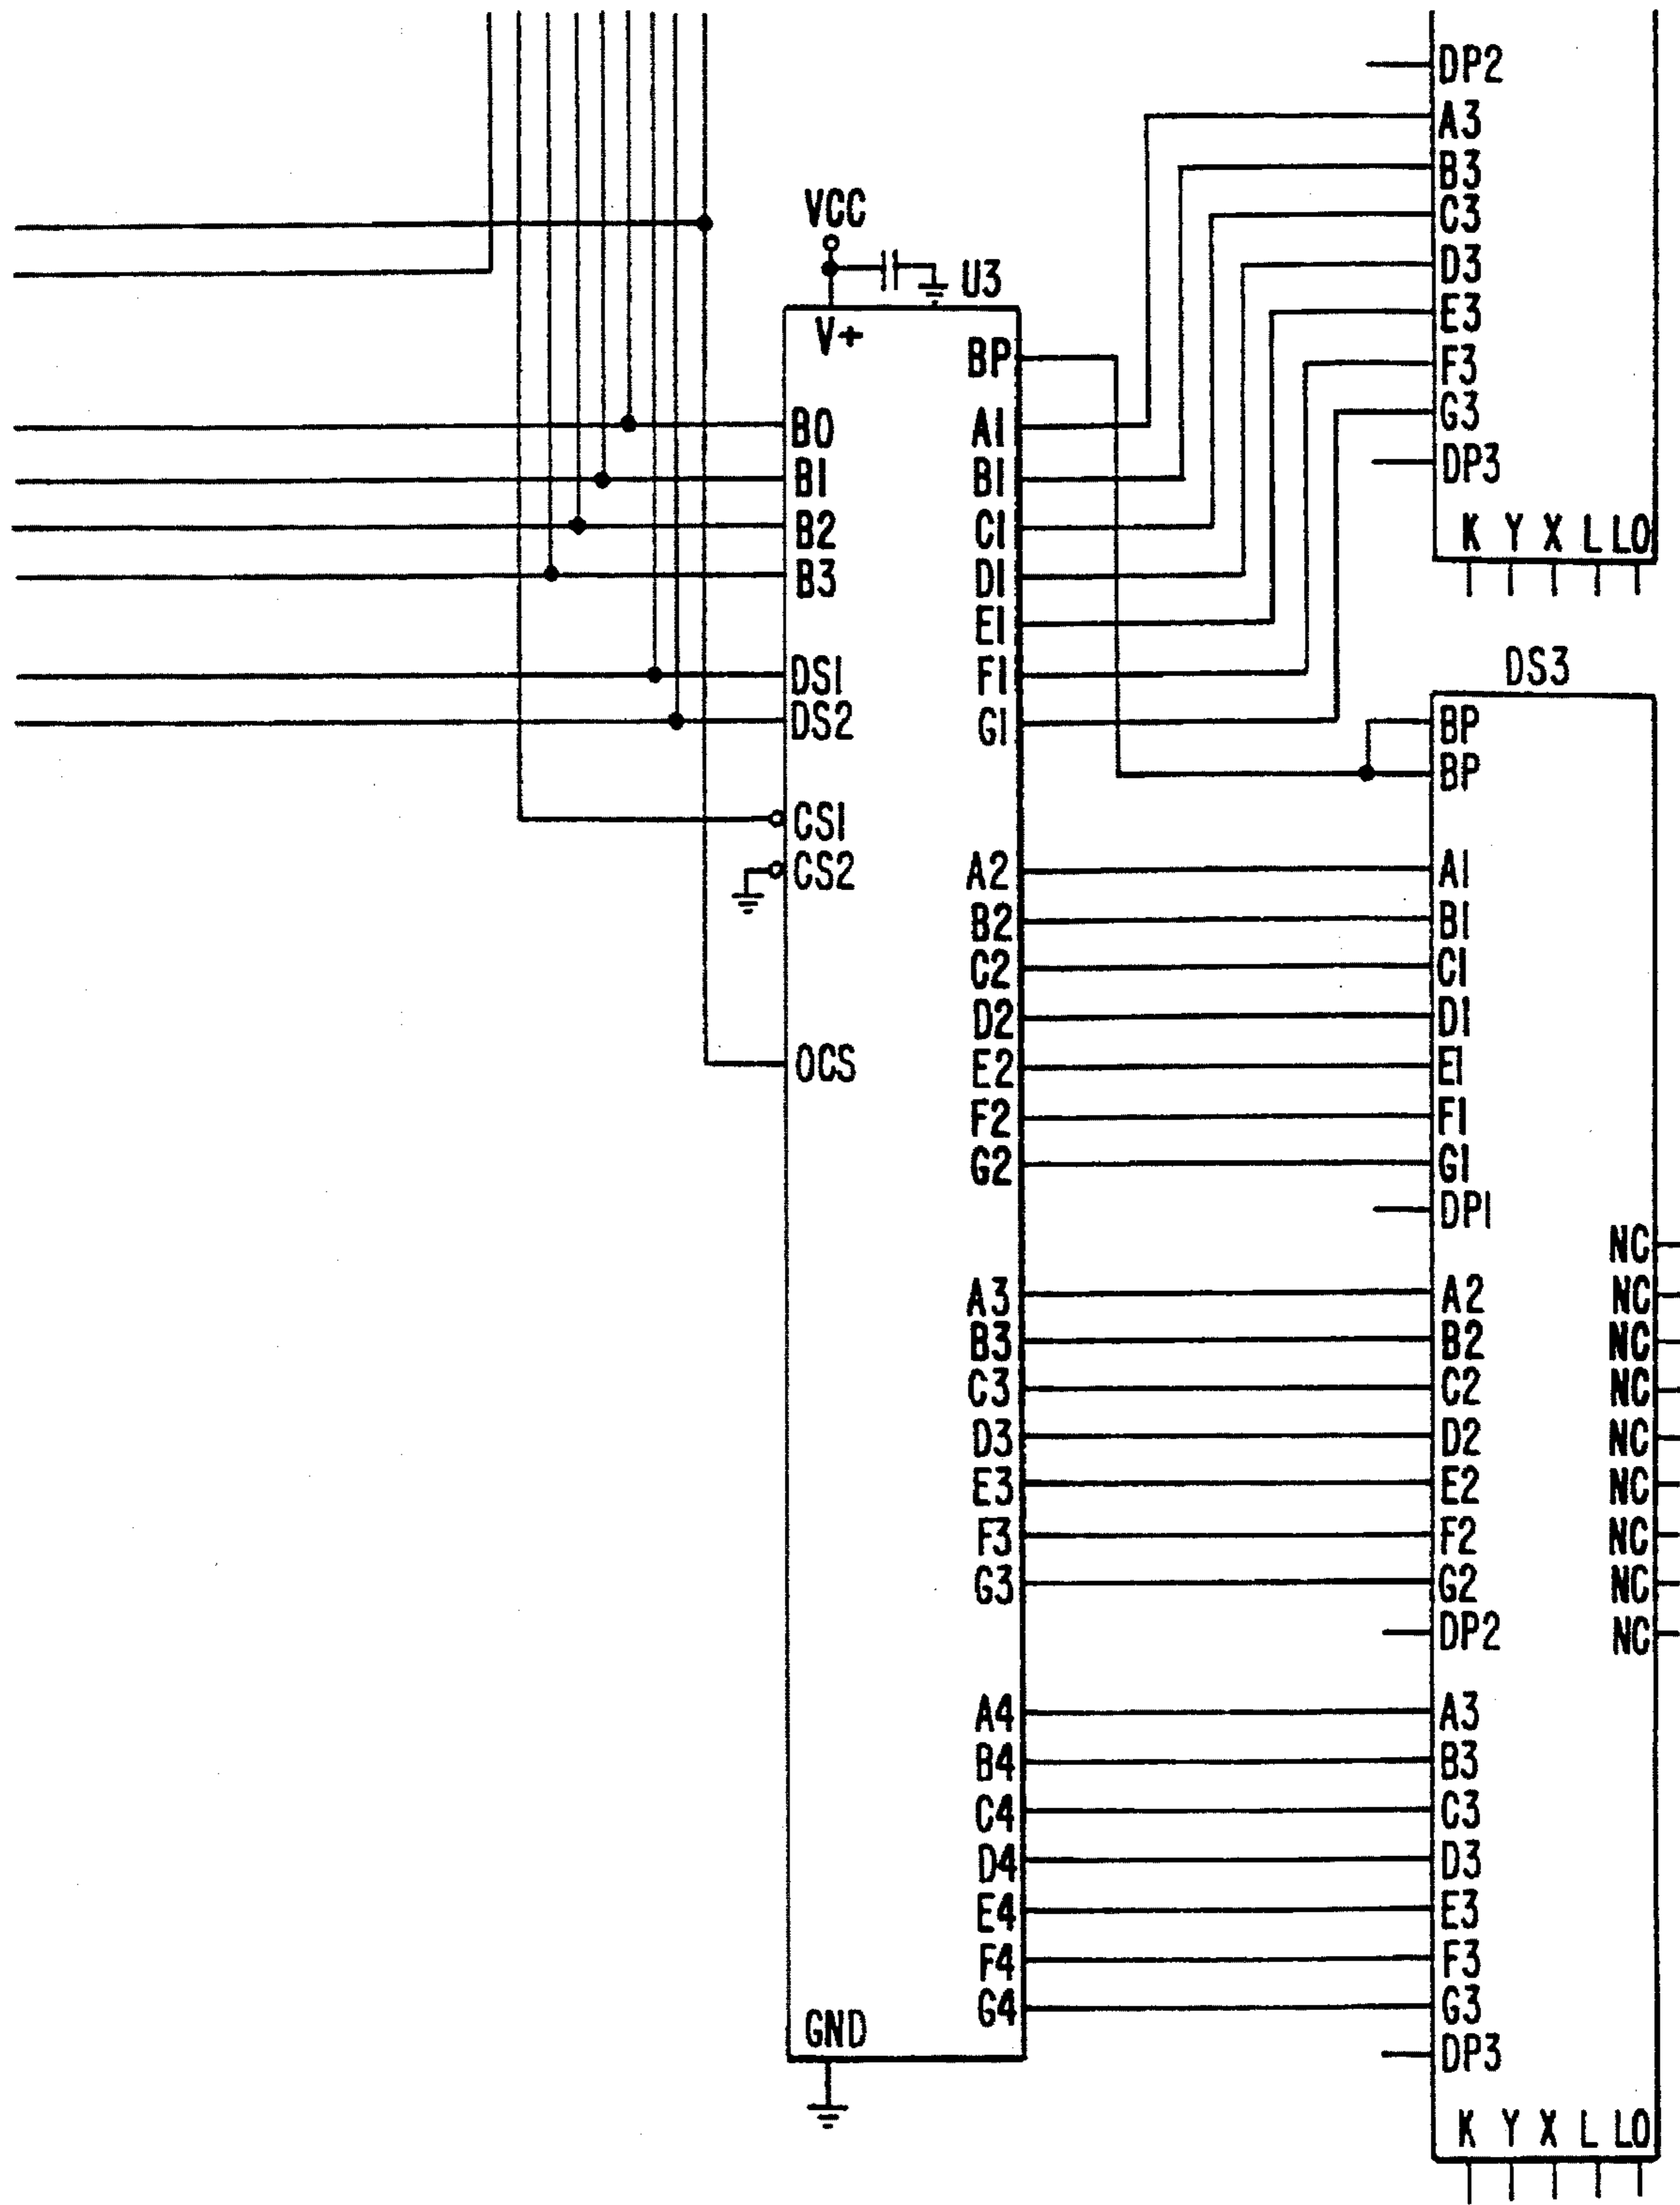 DP2
A3
B3
C3
D3
E3
F3
G3
DP3
K Y X L LO
VCC
U3
V+
B0
B1
B2
B3
DS1
DS2
CS1
CS2
OCS
GND
BP
A1
B1
C1
D1
E1
F1
G1
A2
B2
C2
D2
E2
F2
G2
A3
B3
C3
D3
E3
F3
G3
A4
B4
C4
D4
E4
F4
G4
DS3
BP
BP
A1
B1
C1
D1
E1
F1
G1
DP1
A2
B2
C2
D2
E2
F2
G2
DP2
A3
B3
C3
D3
E3
F3
G3
DP3
NC
NC
NC
NC
NC
NC
NC
NC
NC
K Y X L LO